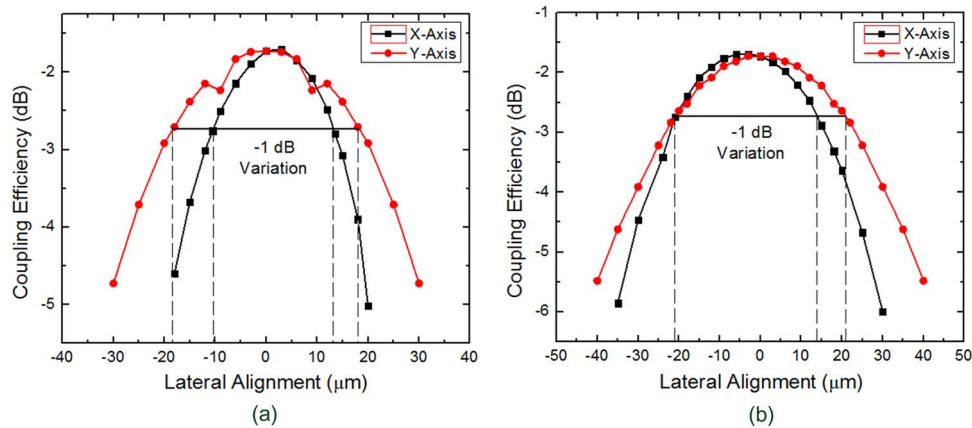 X-Axis
Y-Axis
-1 dB
Variation
Coupling Efficiency (dB)
-2
-3
-4
-5
-40 -30 -20 -10 0 10 20 30 40
Lateral Alignment (μm)
(a)
X-Axis
Y-Axis
-1 dB
Variation
Coupling Efficiency (dB)
-1
-2
-3
-4
-5
-6
-50 -40 -30 -20 -10 0 10 20 30 40 50
Lateral Alignment (μm)
(b)